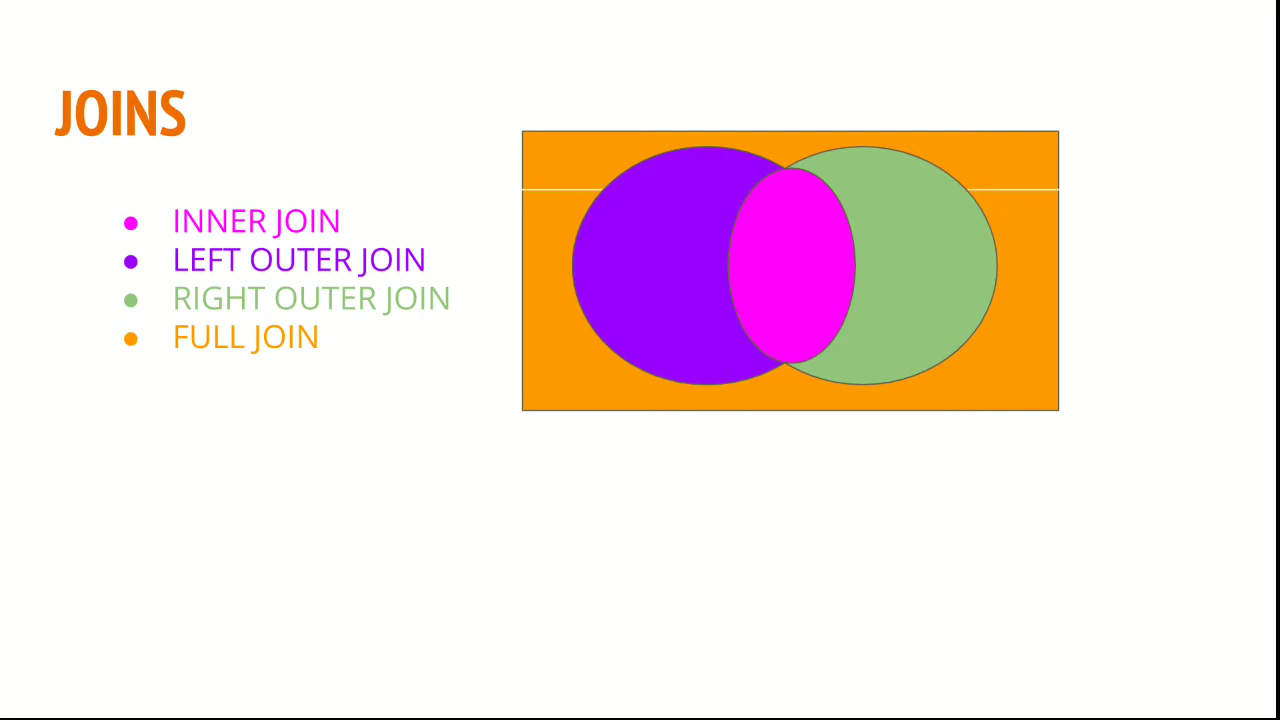 JOINS
● INNER JOIN
● LEFT OUTER JOIN
● RIGHT OUTER JOIN
● FULL JOIN